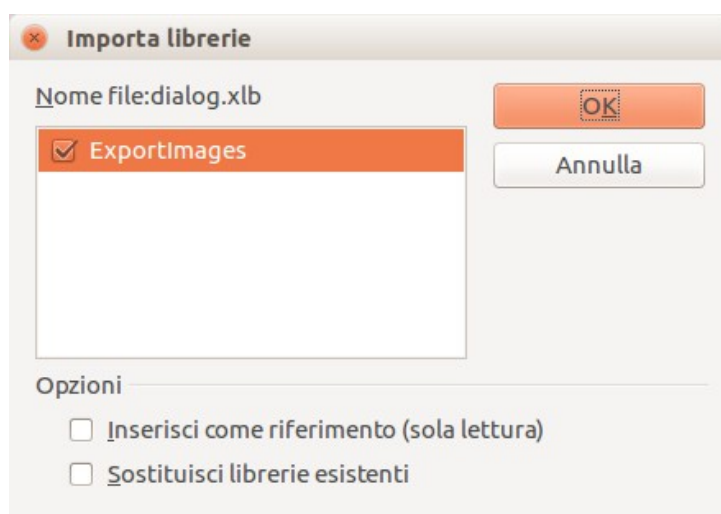 Importa librerie
Nome file:dialog.xlb
OK
ExportImages
Annulla
Opzioni
Inserisci come riferimento (sola lettura)
Sostituisci librerie esistenti